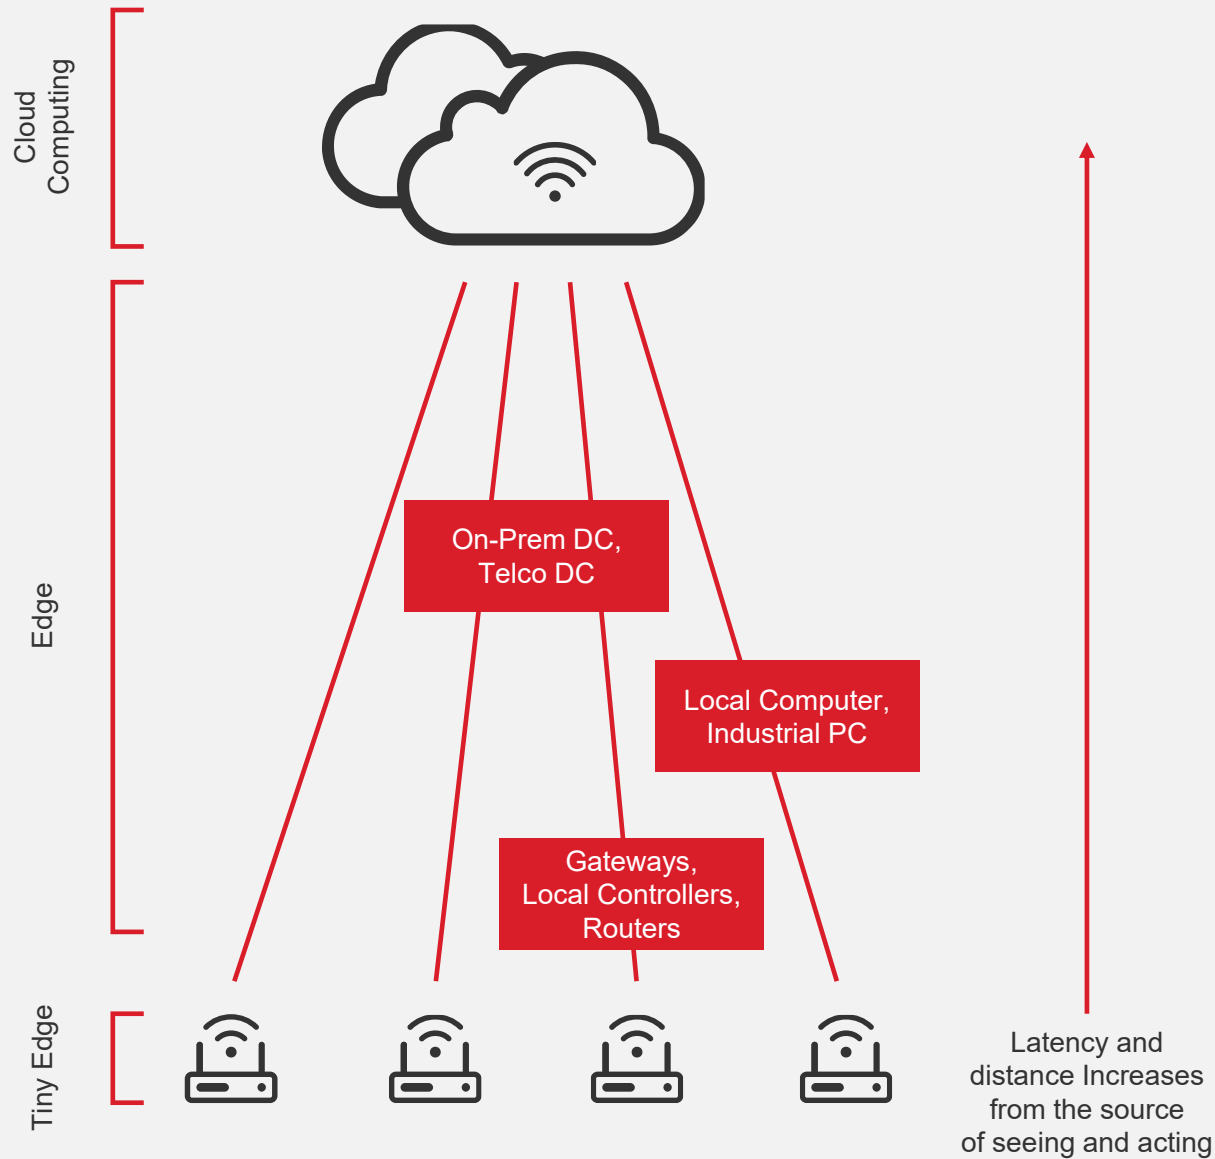 Cloud
Computing
On-Prem DC,
Telco DC
Edge
Local Computer,
Industrial PC
Gateways,
Local Controllers,
Routers
Tiny Edge
Latency and
distance Increases
from the source
of seeing and acting